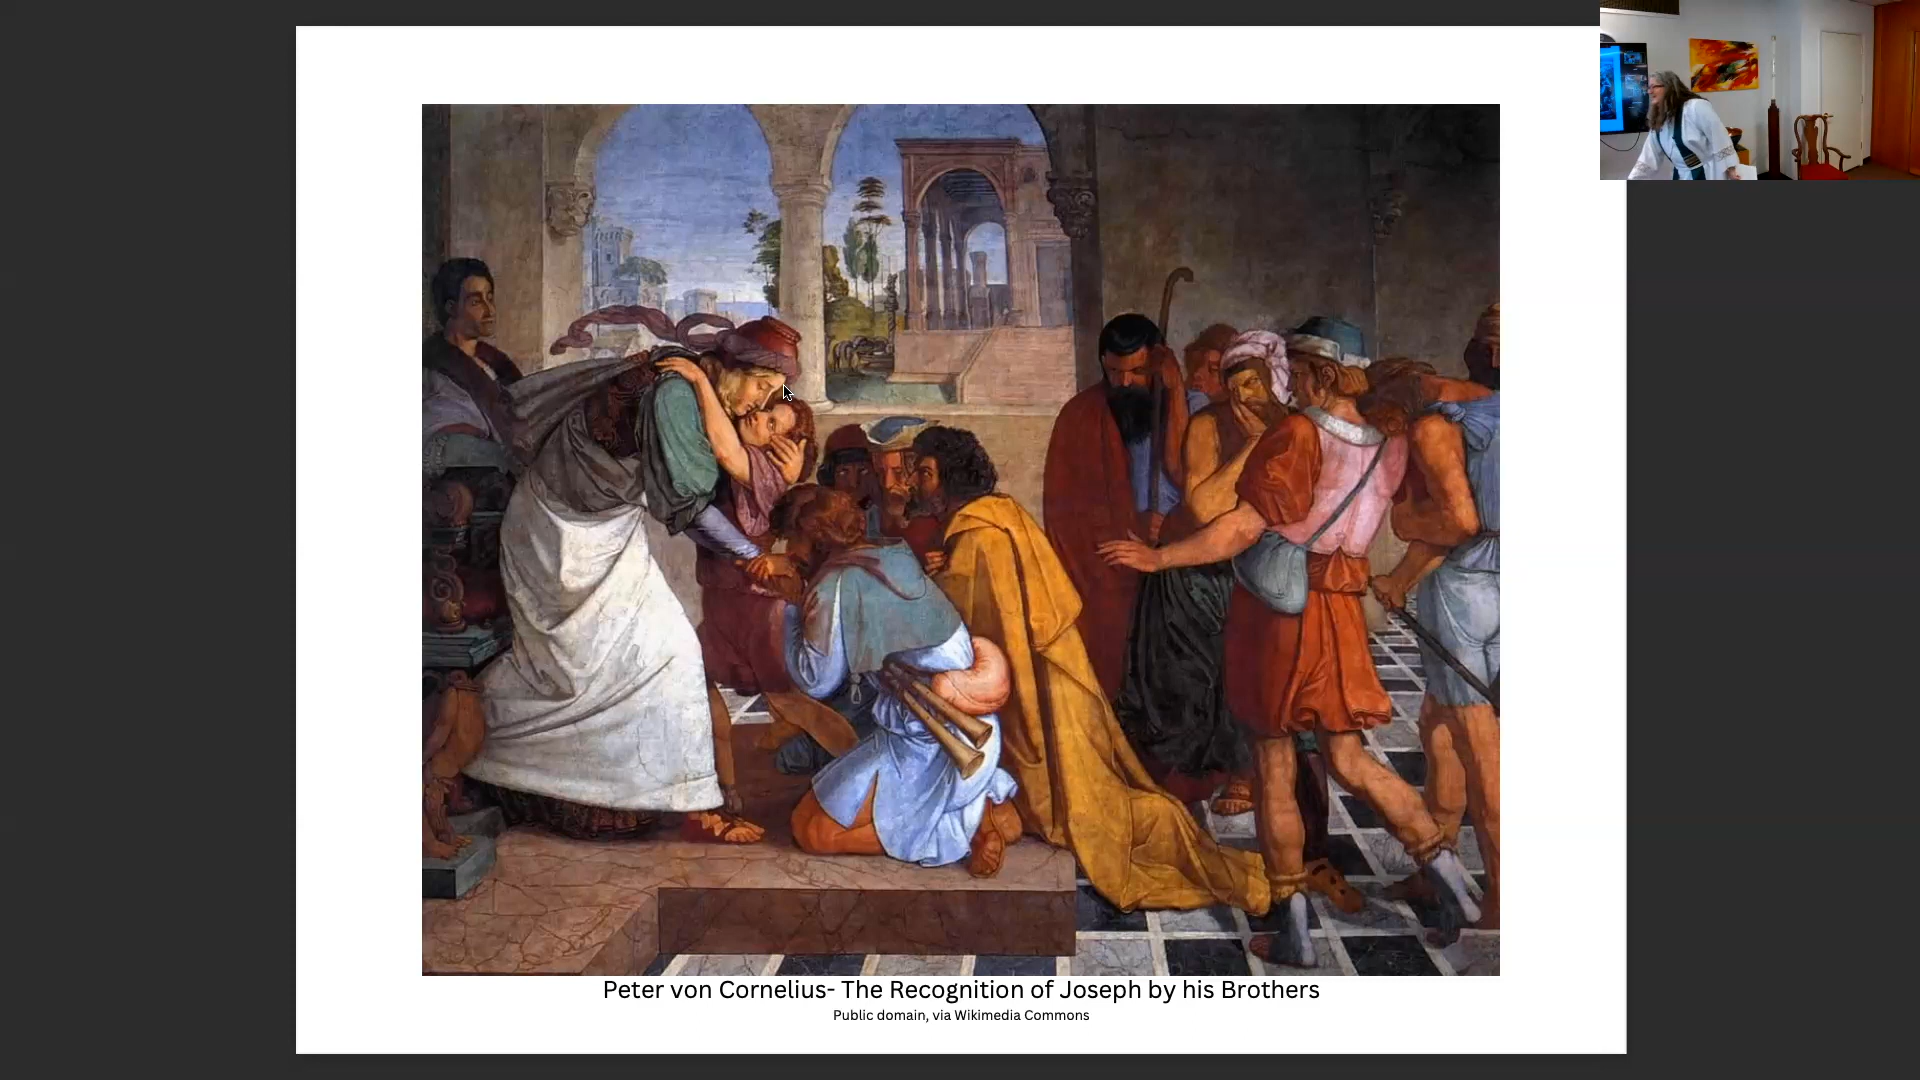 Peter von Cornelius- The Recognition of Joseph by his Brothers
Public domain, via Wikimedia Commons